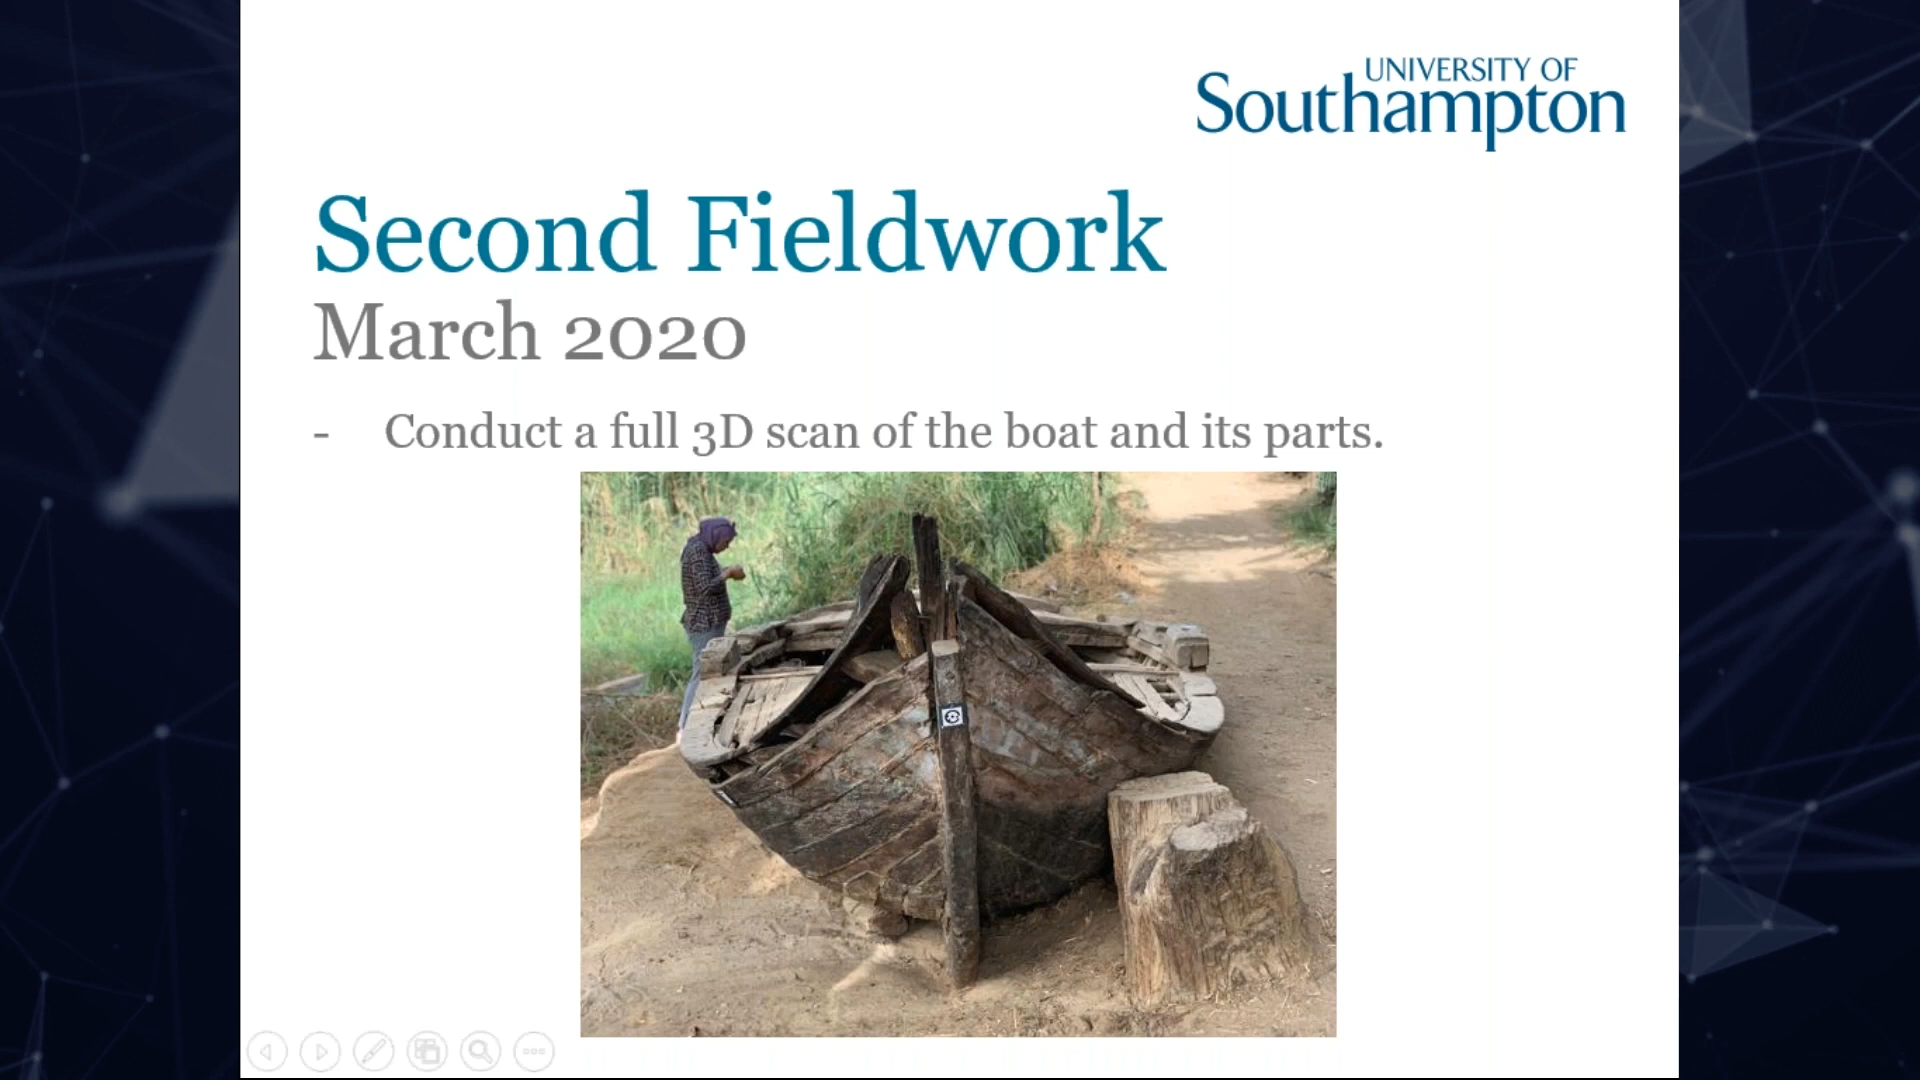 UNIVERSITY OF
Southampton
Second Fieldwork
March 2020
- Conduct a full 3D scan of the boat and its parts.